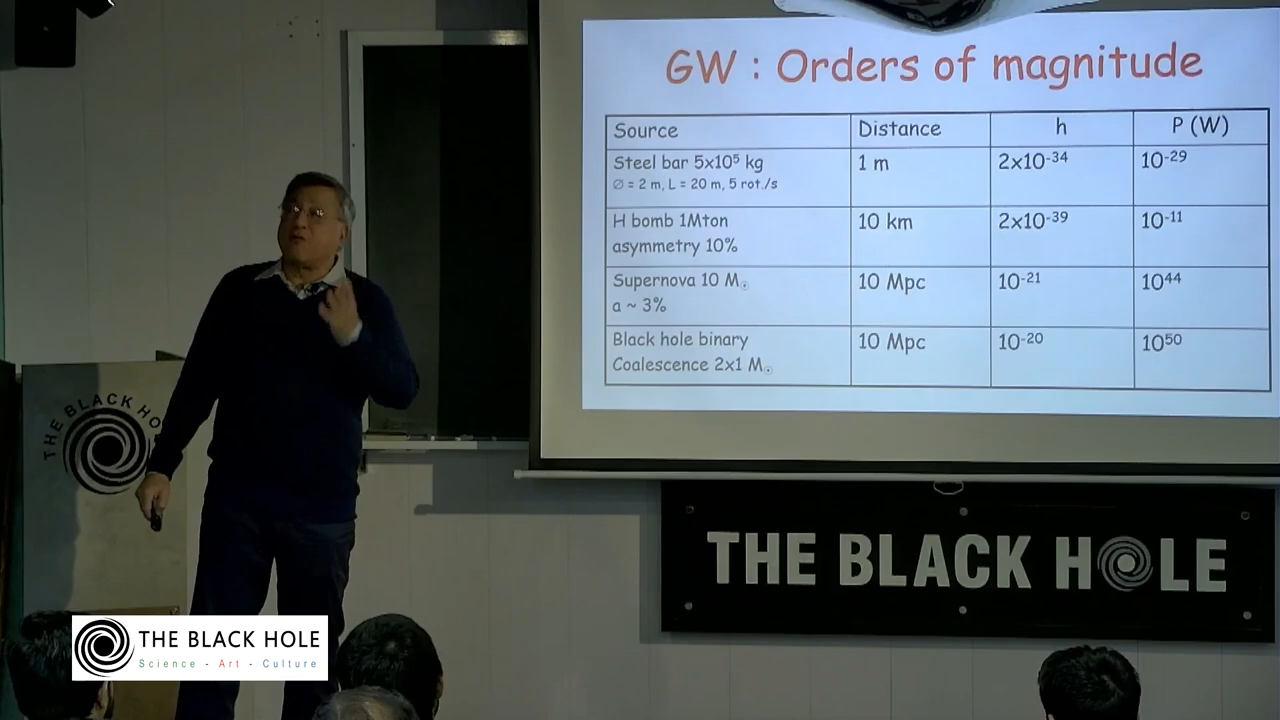 GW : Orders of magnitude
Source Distance h P (W)
Steel bar 5x10⁵ kg 1 m 2x10⁻³⁴ 10⁻²⁹
Ø = 2 m, L = 20 m, 5 rot./s
H bomb 1Mton 10 km 2x10⁻³⁹ 10⁻¹¹
asymmetry 10%
Supernova 10 M☉ 10 Mpc 10⁻²¹ 10⁴⁴
a ~ 3%
Black hole binary 10 Mpc 10⁻²⁰ 10⁵⁰
Coalescence 2x1 M☉
THE BLACK HO
THE BLACK HOLE
THE BLACK HOLE
Science - Art - Culture